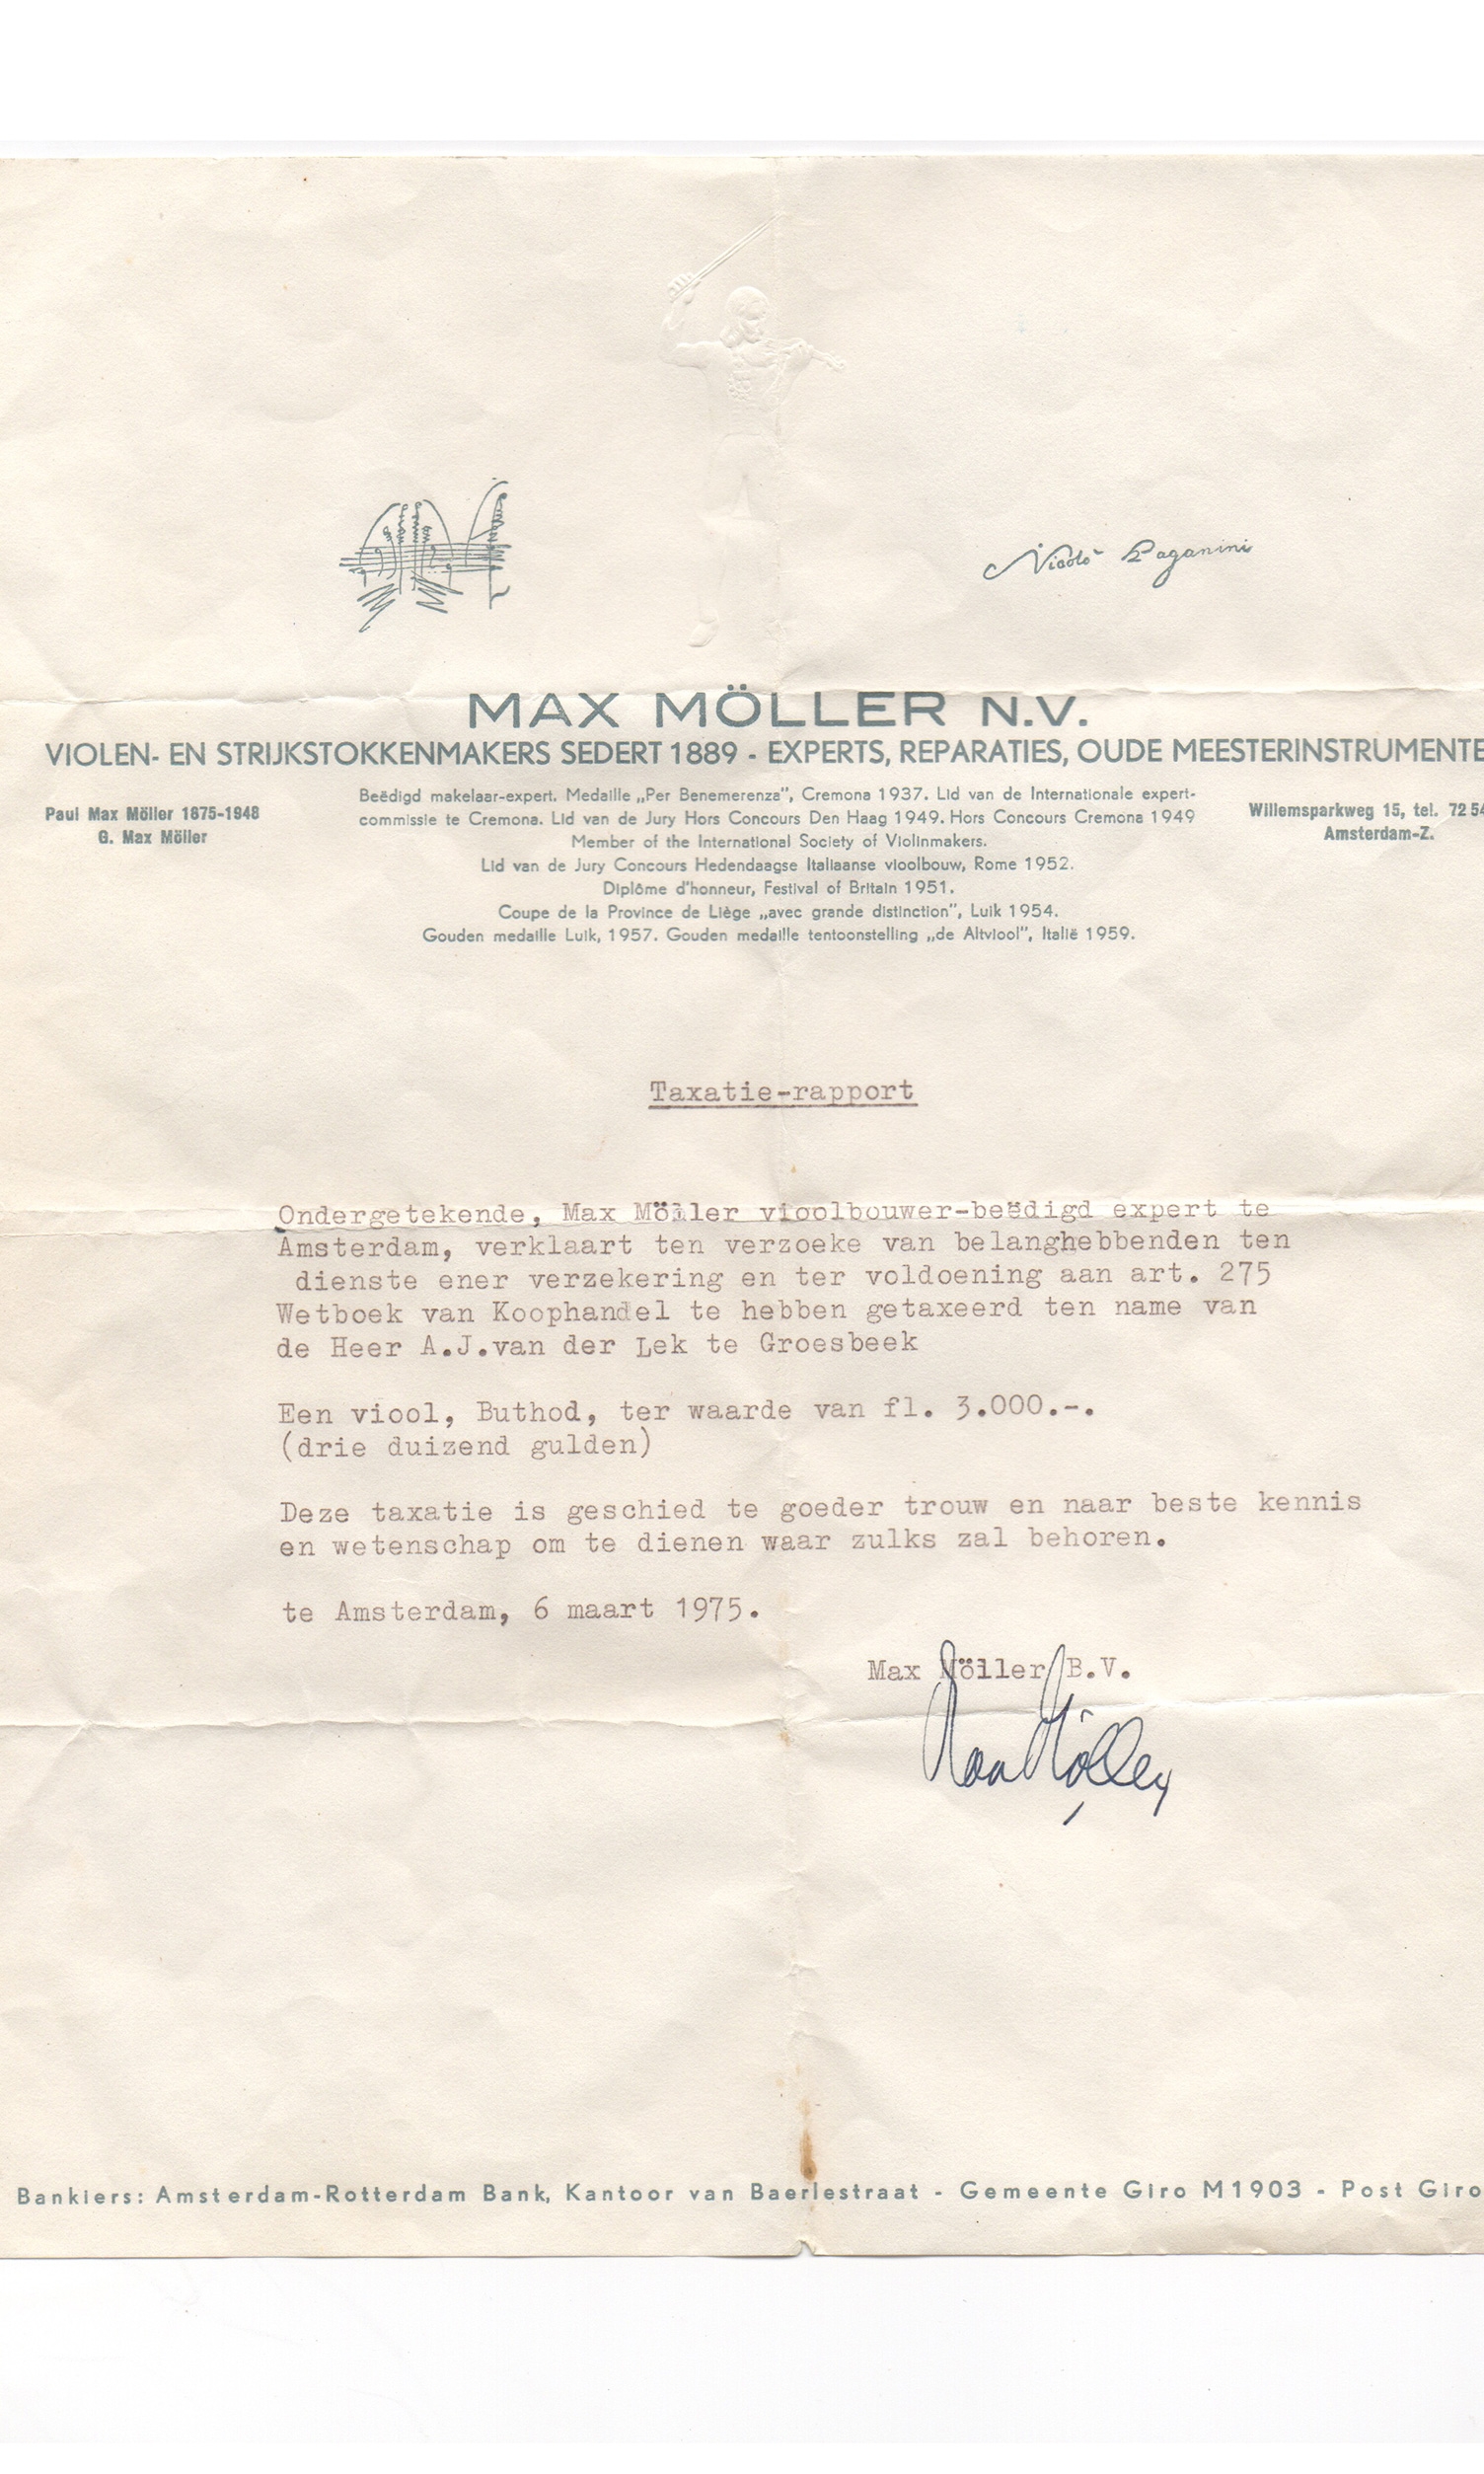 Nicolò Paganini
MAX MÖLLER N.V.
VIOLEN- EN STRIJKSTOKKENMAKERS SEDERT 1889 - EXPERTS, REPARATIES, OUDE MEESTERINSTRUMENTE
Paul Max Möller 1875-1948
G. Max Möller
Beëdigd makelaar-expert. Medaille „Per Benemerenza”, Cremona 1937. Lid van de Internationale expert-
commissie te Cremona. Lid van de Jury Hors Concours Den Haag 1949. Hors Concours Cremona 1949
Member of the International Society of Violinmakers.
Lid van de Jury Concours Hedendaagse Italiaanse vioolbouw, Rome 1952.
Diplôme d'honneur, Festival of Britain 1951.
Coupe de la Province de Liège „avec grande distinction”, Luik 1954.
Gouden medaille Luik, 1957. Gouden medaille tentoonstelling „de Altviool”, Italië 1959.
Willemsparkweg 15, tel. 72 54
Amsterdam-Z.
Taxatie-rapport
Ondergetekende, Max Möller vioolbouwer-beëdigd expert te
Amsterdam, verklaart ten verzoeke van belanghebbenden ten
dienste ener verzekering en ter voldoening aan art. 275
Wetboek van Koophandel te hebben getaxeerd ten name van
de Heer A.J.van der Lek te Groesbeek
Een viool, Buthod, ter waarde van fl. 3.000.-.
(drie duizend gulden)
Deze taxatie is geschied te goeder trouw en naar beste kennis
en wetenschap om te dienen waar zulks zal behoren.
te Amsterdam, 6 maart 1975.
Max Möller B.V.
Max Möller
Bankiers: Amsterdam-Rotterdam Bank, Kantoor van Baerlestraat - Gemeente Giro M1903 - Post Giro